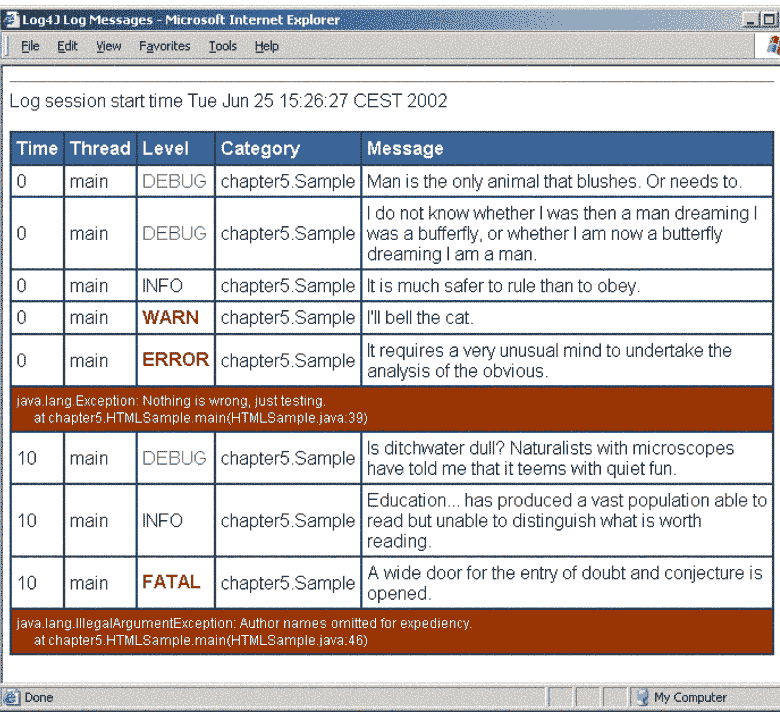 Log4J Log Messages - Microsoft Internet Explorer
File Edit View Favorites Tools Help
Log session start time Tue Jun 25 15:26:27 CEST 2002
Time Thread Level Category Message
0 main DEBUG chapter5.Sample Man is the only animal that blushes. Or needs to.
0 main DEBUG chapter5.Sample I do not know whether I was then a man dreaming I
was a bufferfly, or whether I am now a butterfly
dreaming I am a man.
0 main INFO chapter5.Sample It is much safer to rule than to obey.
0 main WARN chapter5.Sample I'll bell the cat.
0 main ERROR chapter5.Sample It requires a very unusual mind to undertake the
analysis of the obvious.
java.lang.Exception: Nothing is wrong, just testing.
at chapter5.HTMLSample.main(HTMLSample.java:39)
10 main DEBUG chapter5.Sample Is ditchwater dull? Naturalists with microscopes
have told me that it teems with quiet fun.
10 main INFO chapter5.Sample Education... has produced a vast population able to
read but unable to distinguish what is worth
reading.
10 main FATAL chapter5.Sample A wide door for the entry of doubt and conjecture is
opened.
java.lang.IllegalArgumentException: Author names omitted for expediency.
at chapter5.HTMLSample.main(HTMLSample.java:46)
Done My Computer